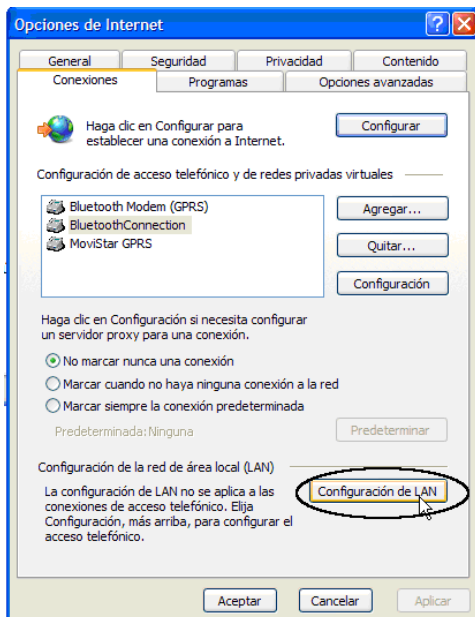 Opciones de Internet
General
Seguridad
Privacidad
Contenido
Conexiones
Programas
Opciones avanzadas
Haga clic en Configurar para
establecer una conexión a Internet.
Configurar
Configuración de acceso telefónico y de redes privadas virtuales
Bluetooth Modem (GPRS)
BluetoothConnection
MoviStar GPRS
Agregar...
Quitar...
Configuración
Haga clic en Configuración si necesita configurar
un servidor proxy para una conexión.
No marcar nunca una conexión
Marcar cuando no haya ninguna conexión a la red
Marcar siempre la conexión predeterminada
Predeterminada: Ninguna
Predeterminar
Configuración de la red de área local (LAN)
La configuración de LAN no se aplica a las
conexiones de acceso telefónico. Elija
Configuración, más arriba, para configurar el
acceso telefónico.
Configuración de LAN
Aceptar
Cancelar
Aplicar